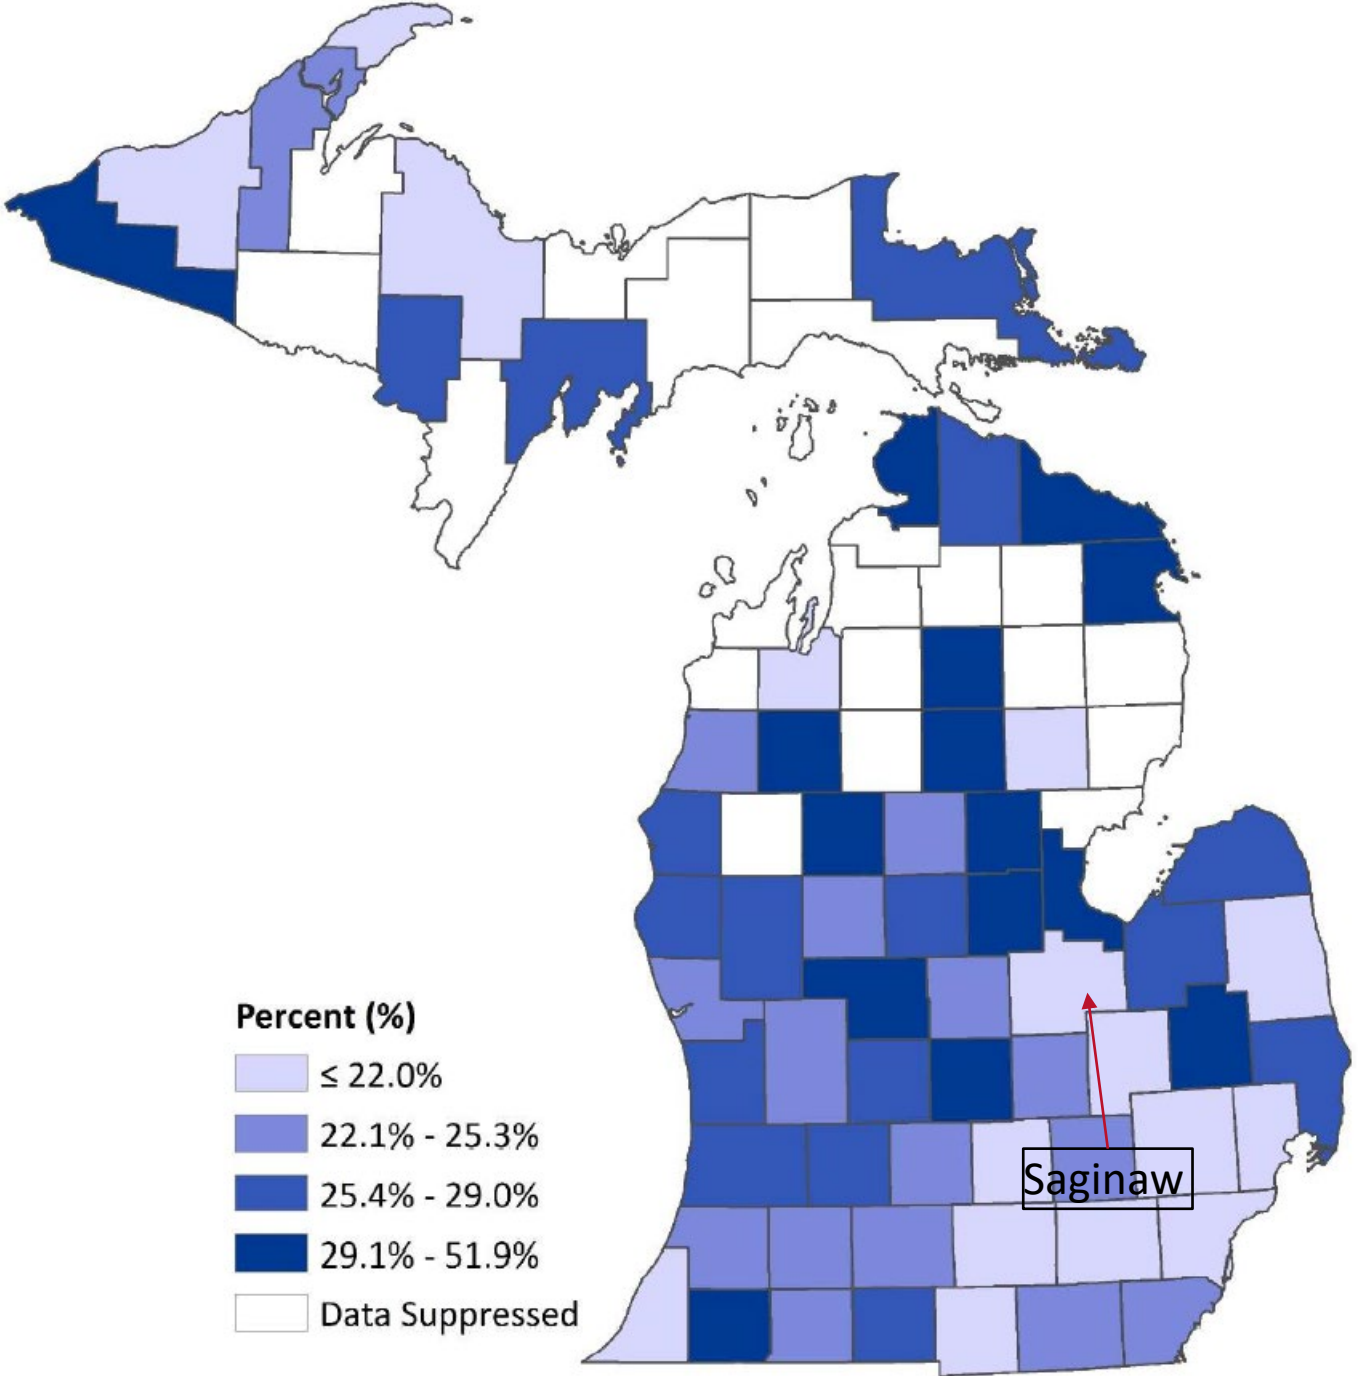 Percent (%)
≤ 22.0%
22.1% - 25.3%
25.4% - 29.0%
29.1% - 51.9%
Data Suppressed
Saginaw